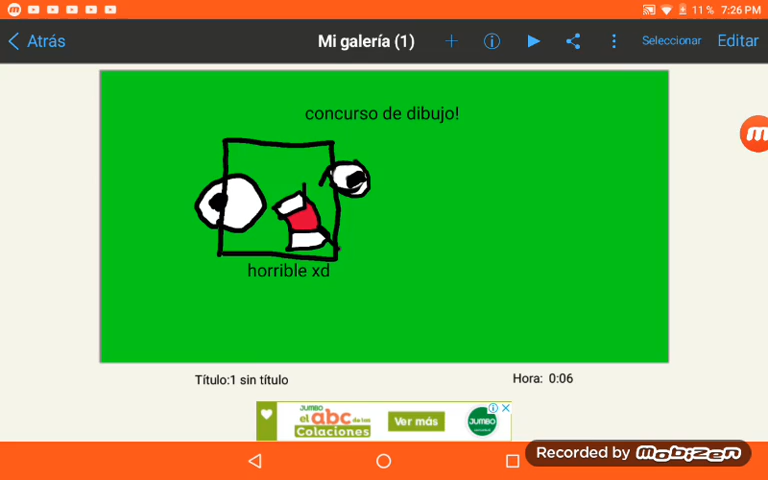 11 % 7:26 PM
Atrás
Mi galería (1)
Seleccionar
Editar
concurso de dibujo!
horrible xd
Título:1 sin título
Hora: 0:06
JUMBO
el abc de las
Colaciones
Ver más
JUMBO
Recorded by Mobizen